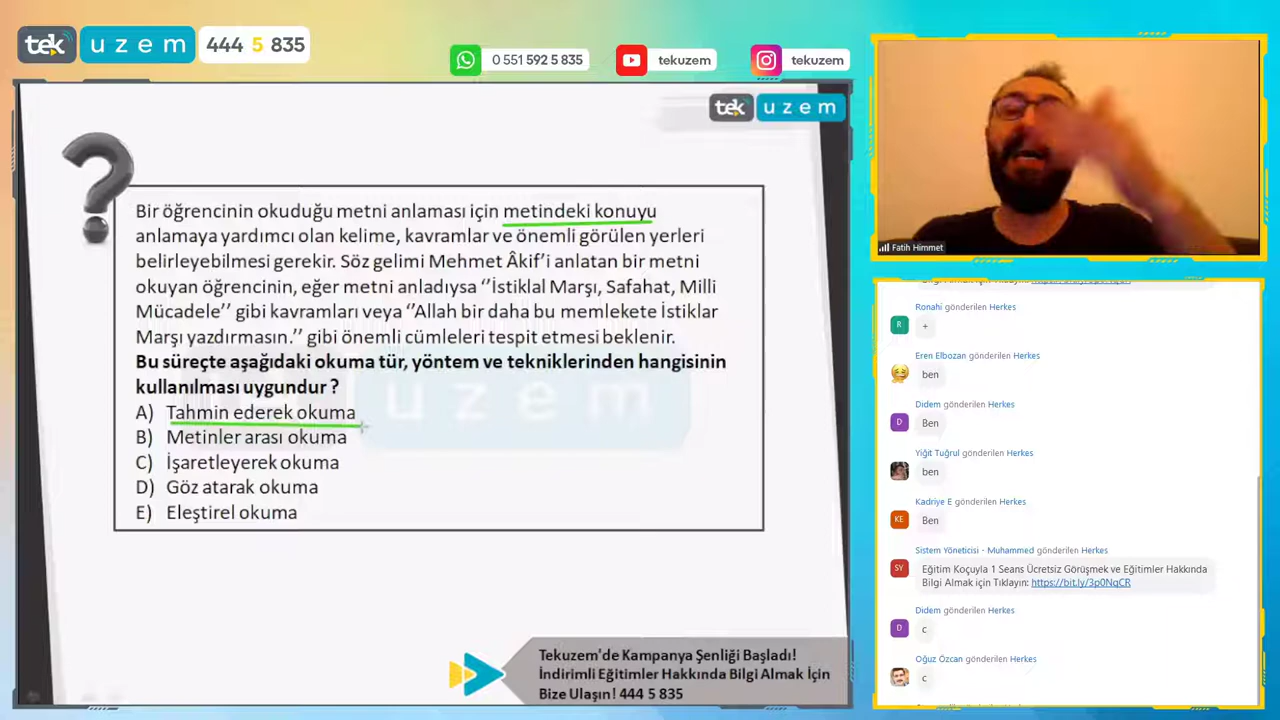 tek uzem 444 5 835
0 551 592 5 835
tekuzem
tekuzem
tek uzem
Bir öğrencinin okuduğu metni anlaması için metindeki konuyu
anlamaya yardımcı olan kelime, kavramlar ve önemli görülen yerleri
belirleyebilmesi gerekir. Söz gelimi Mehmet Âkif’i anlatan bir metni
okuyan öğrencinin, eğer metni anladıysa ‘’İstiklal Marşı, Safahat, Milli
Mücadele’’ gibi kavramları veya ‘’Allah bir daha bu memlekete İstiklar
Marşı yazdırmasın.’’ gibi önemli cümleleri tespit etmesi beklenir.
Bu süreçte aşağıdaki okuma tür, yöntem ve tekniklerinden hangisinin
kullanılması uygundur ?
A) Tahmin ederek okuma
B) Metinler arası okuma
C) İşaretleyerek okuma
D) Göz atarak okuma
E) Eleştirel okuma
uzem
Tekuzem'de Kampanya Şenliği Başladı!
İndirimli Eğitimler Hakkında Bilgi Almak İçin
Bize Ulaşın! 444 5 835
Fatih Himmet
Ronahî gönderilen Herkes
R
+
Eren Elbozan gönderilen Herkes
ben
Didem gönderilen Herkes
D
Ben
Yiğit Tuğrul gönderilen Herkes
ben
Kadriye E gönderilen Herkes
KE
Ben
Sistem Yöneticisi - Muhammed gönderilen Herkes
SY
Eğitim Koçuyla 1 Seans Ücretsiz Görüşmek ve Eğitimler Hakkında
Bilgi Almak için Tıklayın: https://bit.ly/3p0NqCR
Didem gönderilen Herkes
D
c
Oğuz Özcan gönderilen Herkes
c